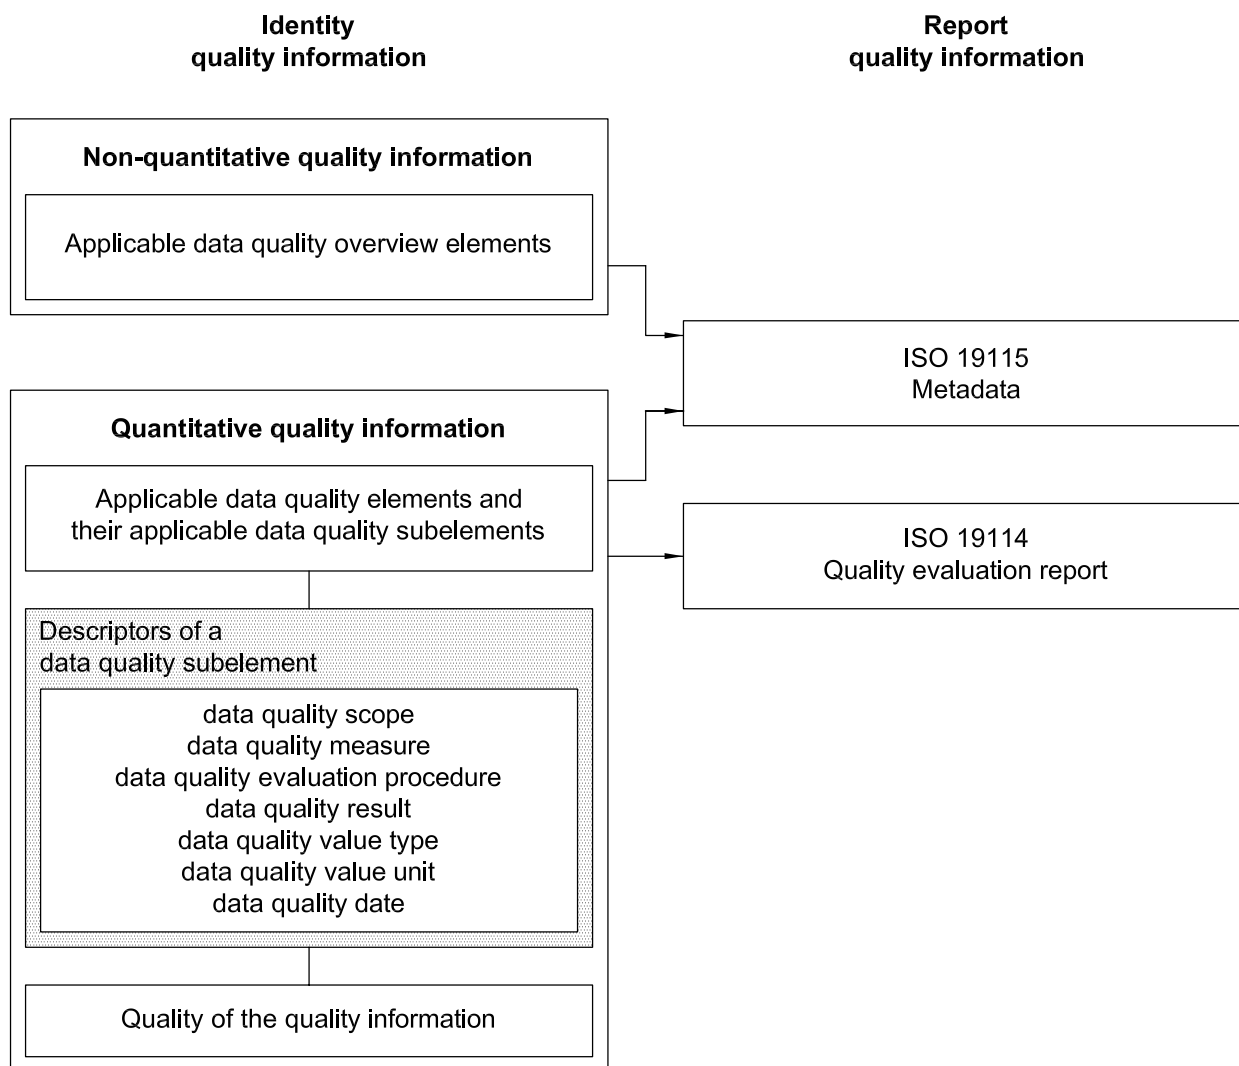 Identity
quality information
Report
quality information
Non-quantitative quality information
Applicable data quality overview elements
ISO 19115
Metadata
Quantitative quality information
Applicable data quality elements and
their applicable data quality subelements
ISO 19114
Quality evaluation report
Descriptors of a
data quality subelement
data quality scope
data quality measure
data quality evaluation procedure
data quality result
data quality value type
data quality value unit
data quality date
Quality of the quality information